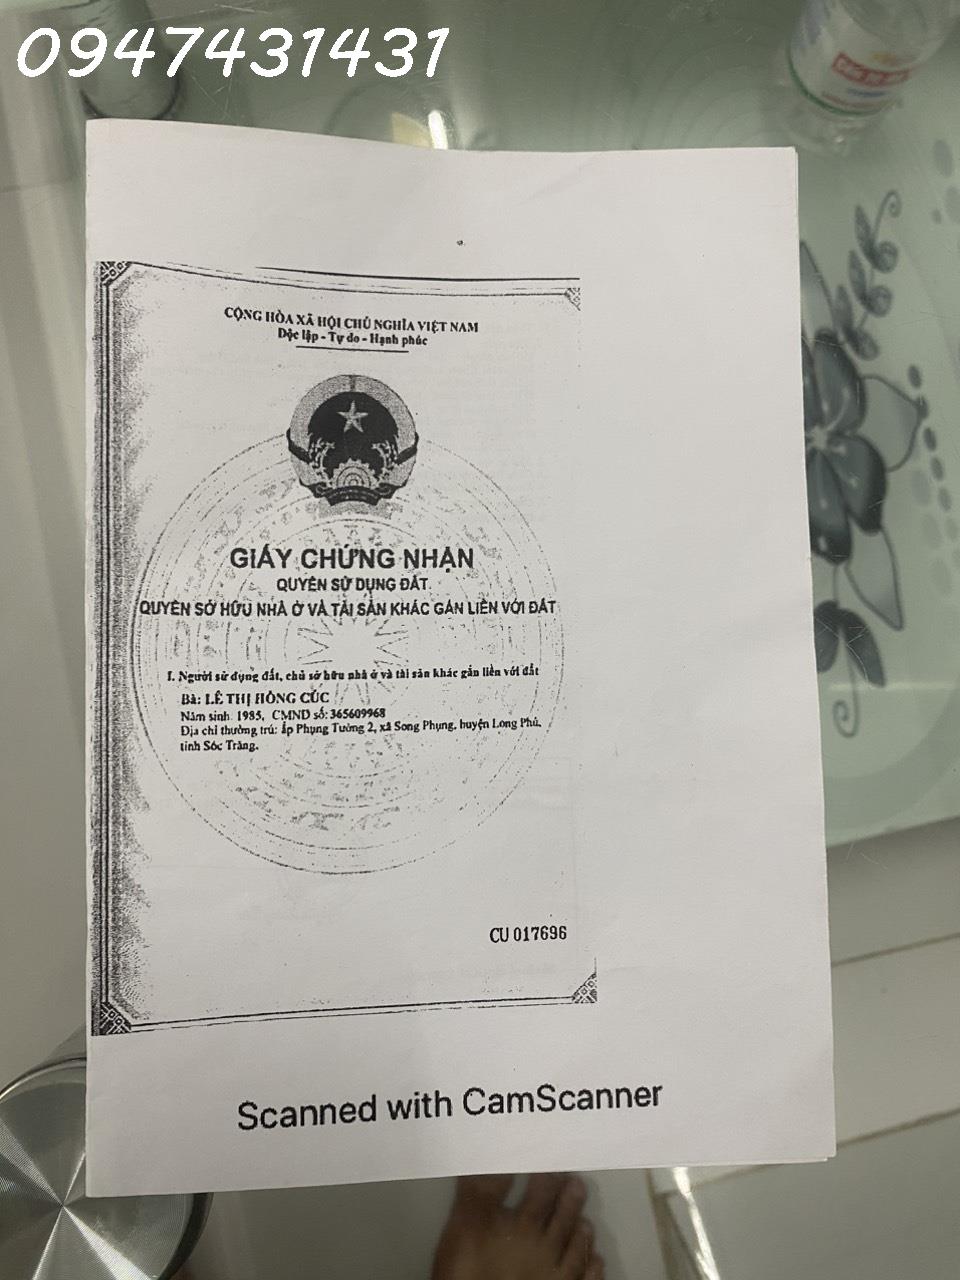 0947431431
CỘNG HÒA XÃ HỘI CHỦ NGHĨA VIỆT NAM
Độc lập - Tự do - Hạnh phúc
GIẤY CHỨNG NHẬN
QUYỀN SỬ DỤNG ĐẤT
QUYỀN SỞ HỮU NHÀ Ở VÀ TÀI SẢN KHÁC GẮN LIỀN VỚI ĐẤT
I. Người sử dụng đất, chủ sở hữu nhà ở và tài sản khác gắn liền với đất
Bà: LÊ THỊ HỒNG CÚC
Năm sinh: 1985, CMND số: 365609968
Địa chỉ thường trú: ấp Phụng Tường 2, xã Song Phụng, huyện Long Phú,
tỉnh Sóc Trăng.
CU 017696
Scanned with CamScanner